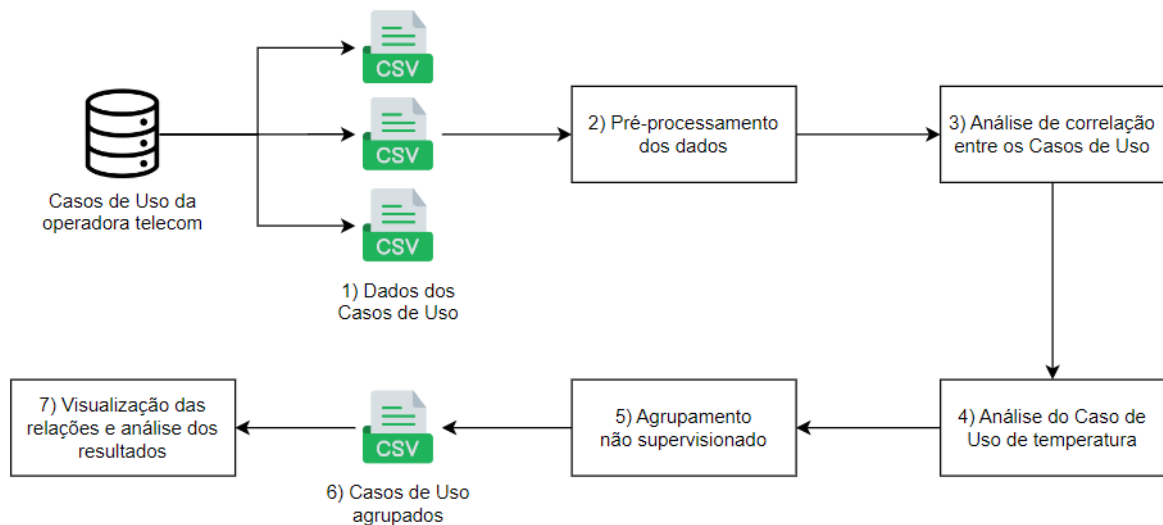 CSV
CSV
CSV
Casos de Uso da
operadora telecom
1) Dados dos
Casos de Uso
2) Pré-processamento
dos dados
3) Análise de correlação
entre os Casos de Uso
4) Análise do Caso de
Uso de temperatura
5) Agrupamento
não supervisionado
CSV
6) Casos de Uso
agrupados
7) Visualização das
relações e análise dos
resultados